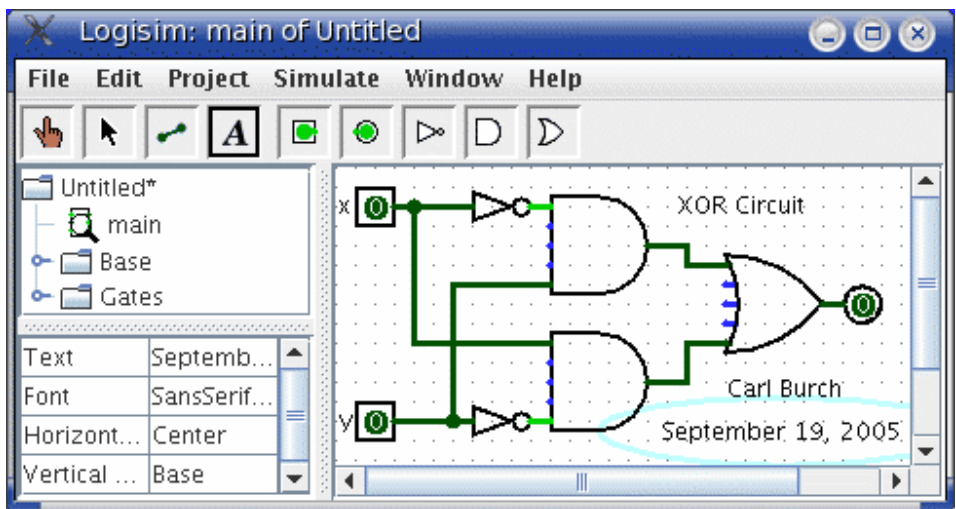 Logisim: main of Untitled
File Edit Project Simulate Window Help
A
Untitled*
main
Base
Gates
Text Septemb...
Font SansSerif...
Horizont... Center
Vertical ... Base
x 0
XOR Circuit
0
y 0
Carl Burch
September 19, 2005